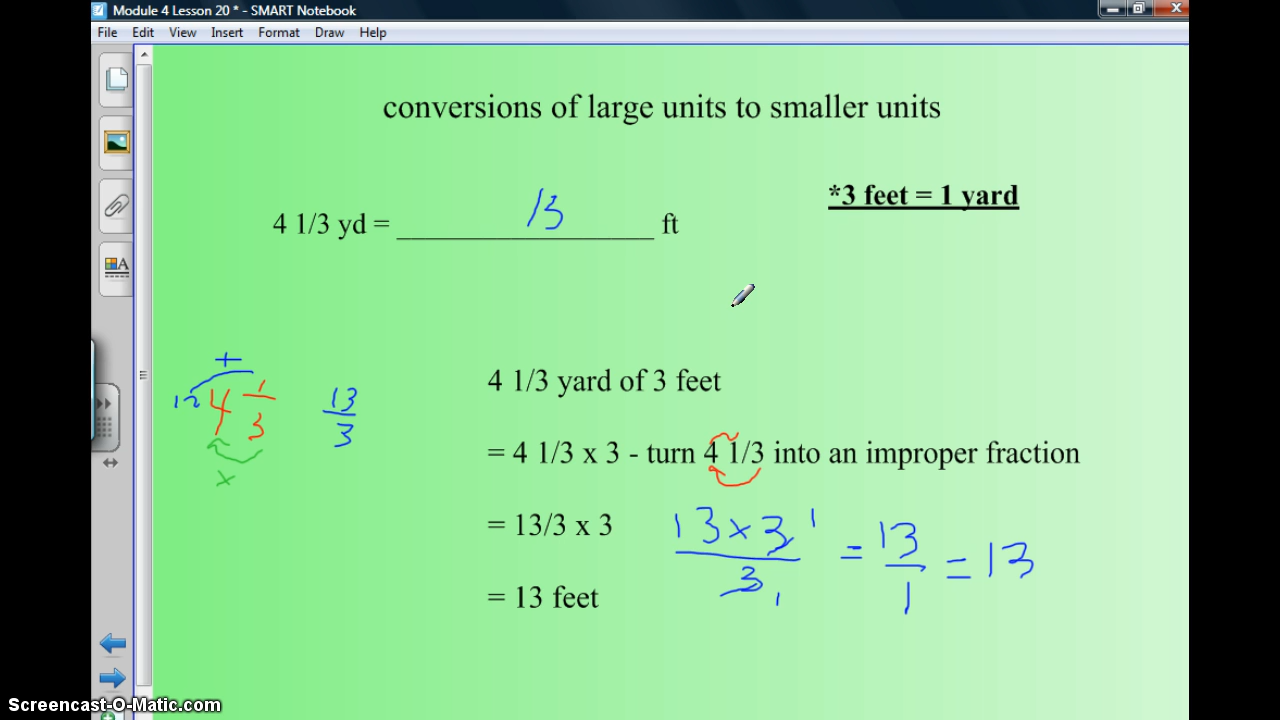 Module 4 Lesson 20 * - SMART Notebook
File Edit View Insert Format Draw Help
conversions of large units to smaller units
*3 feet = 1 yard
4 1/3 yd = __________________ ft
13
+
12 4 1/3
x
13/3
4 1/3 yard of 3 feet
= 4 1/3 x 3 - turn 4 1/3 into an improper fraction
= 13/3 x 3
13 x 3 1
3 1
= 13/1 = 13
= 13 feet
Screencast-O-Matic.com